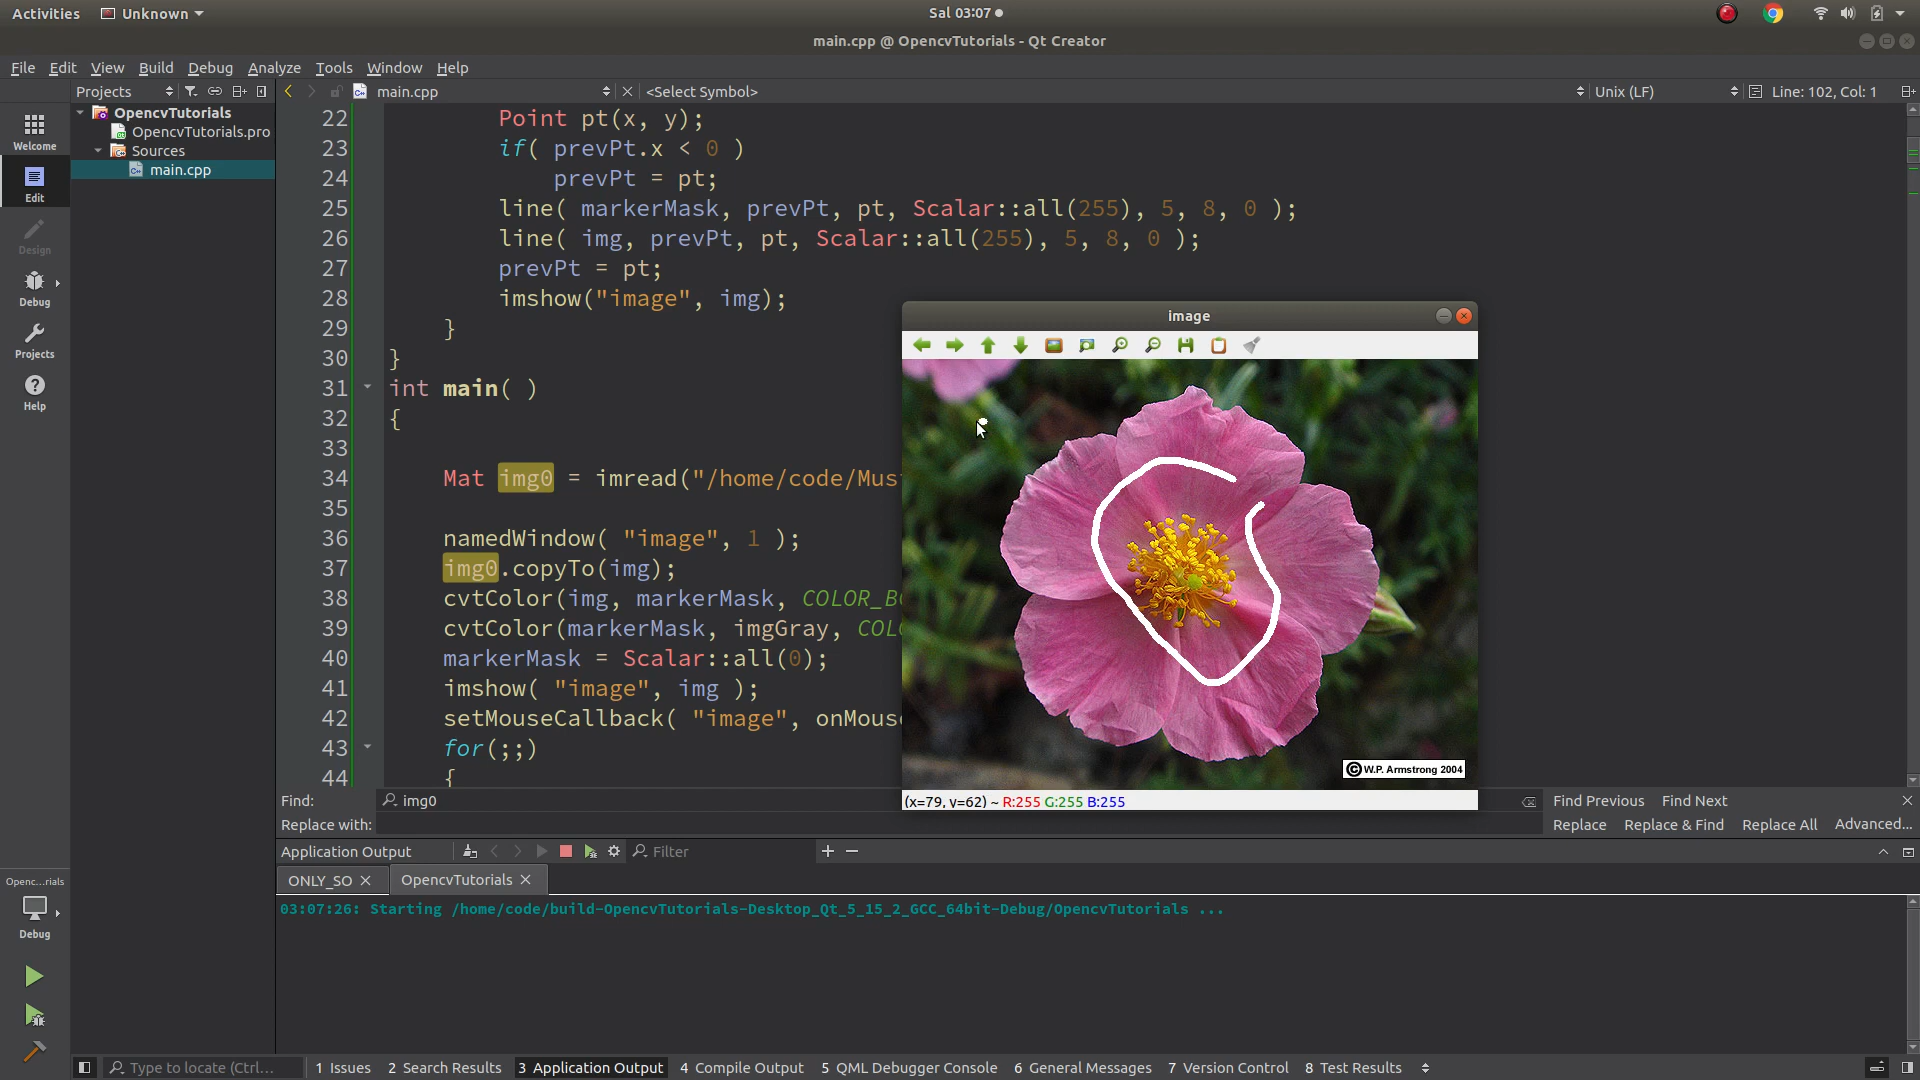 Activities Unknown Sal 03:07
main.cpp @ OpencvTutorials - Qt Creator
File Edit View Build Debug Analyze Tools Window Help
Projects main.cpp <Select Symbol> Unix (LF) Line: 102, Col: 1
OpencvTutorials
OpencvTutorials.pro
Sources
main.cpp
Welcome
Edit
Design
Debug
Projects
Help
22 Point pt(x, y);
23 if( prevPt.x < 0 )
24 prevPt = pt;
25 line( markerMask, prevPt, pt, Scalar::all(255), 5, 8, 0 );
26 line( img, prevPt, pt, Scalar::all(255), 5, 8, 0 );
27 prevPt = pt;
28 imshow("image", img);
29 }
30 }
31 int main( )
32 {
33
34 Mat img0 = imread("/home/code/Mus
35
36 namedWindow( "image", 1 );
37 img0.copyTo(img);
38 cvtColor(img, markerMask, COLOR_B
39 cvtColor(markerMask, imgGray, COL
40 markerMask = Scalar::all(0);
41 imshow( "image", img );
42 setMouseCallback( "image", onMous
43 for(;;)
44 {
image
©W.P. Armstrong 2004
(x=79, y=62) ~ R:255 G:255 B:255
Find: img0 Find Previous Find Next
Replace with: Replace Replace & Find Replace All Advanced...
Application Output Filter
ONLY_SO OpencvTutorials
03:07:26: Starting /home/code/build-OpencvTutorials-Desktop_Qt_5_15_2_GCC_64bit-Debug/OpencvTutorials ...
Openc...rials
Debug
Type to locate (Ctrl... 1 Issues 2 Search Results 3 Application Output 4 Compile Output 5 QML Debugger Console 6 General Messages 7 Version Control 8 Test Results